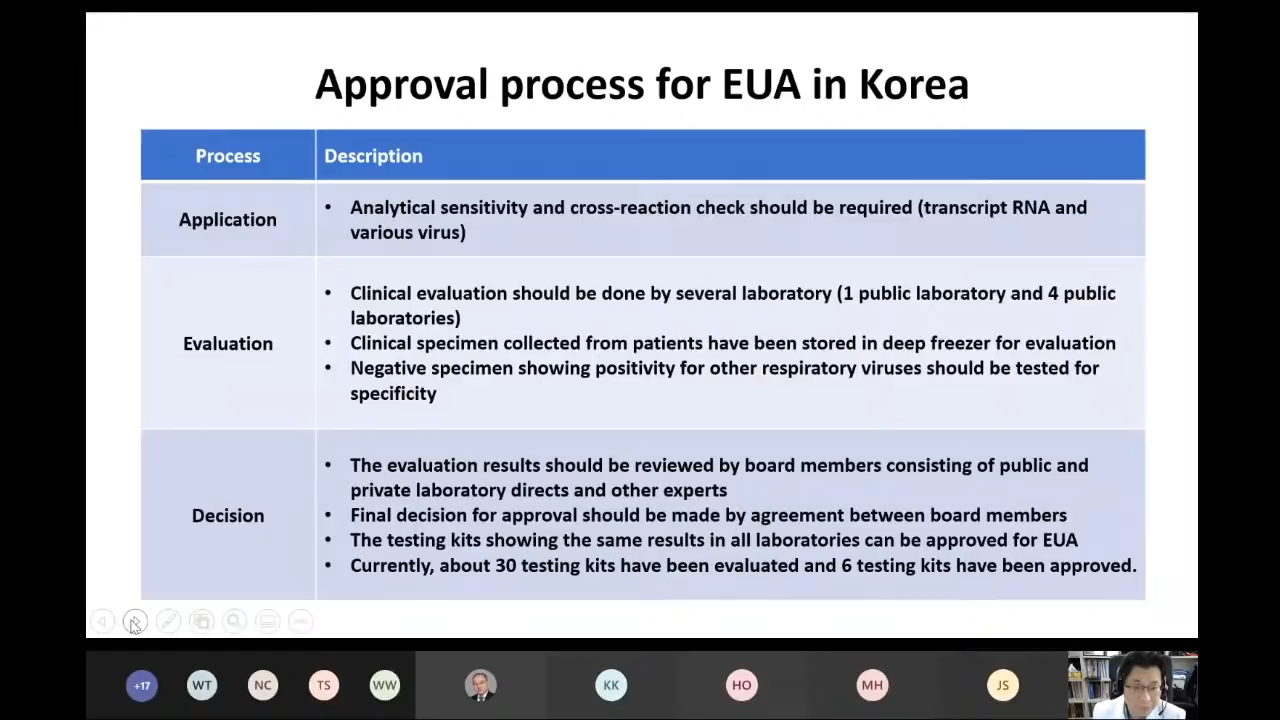 Approval process for EUA in Korea
Process
Description
Application
• Analytical sensitivity and cross-reaction check should be required (transcript RNA and
various virus)
Evaluation
• Clinical evaluation should be done by several laboratory (1 public laboratory and 4 public
laboratories)
• Clinical specimen collected from patients have been stored in deep freezer for evaluation
• Negative specimen showing positivity for other respiratory viruses should be tested for
specificity
Decision
• The evaluation results should be reviewed by board members consisting of public and
private laboratory directs and other experts
• Final decision for approval should be made by agreement between board members
• The testing kits showing the same results in all laboratories can be approved for EUA
• Currently, about 30 testing kits have been evaluated and 6 testing kits have been approved.
+17
WT
NC
TS
WW
KK
HO
MH
JS